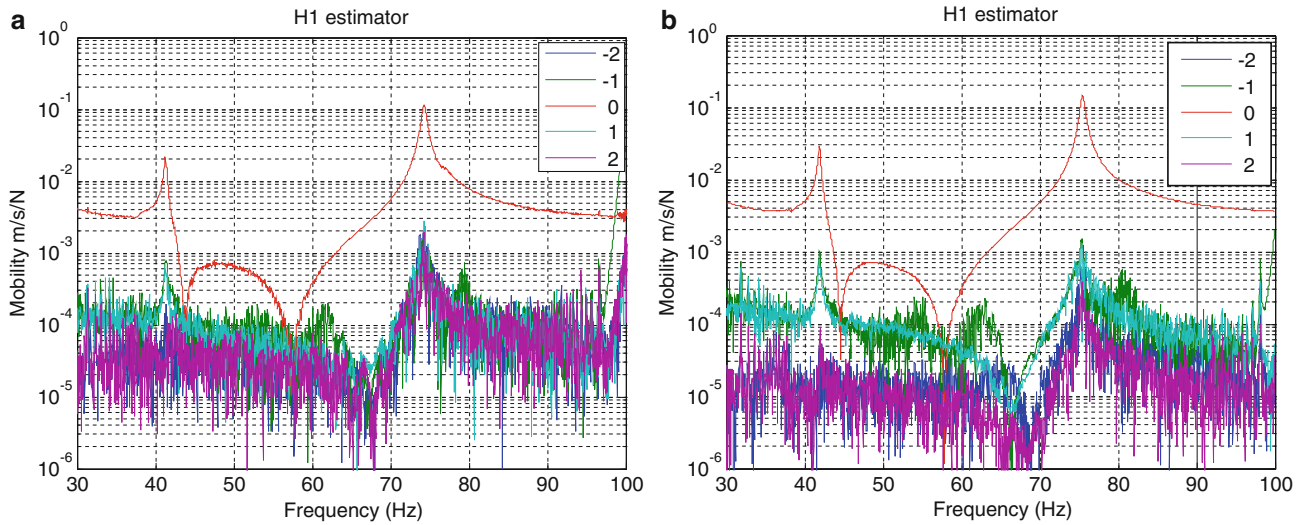 a
H1 estimator
10^0
10^-1
10^-2
10^-3
10^-4
10^-5
10^-6
Mobility m/s/N
30 40 50 60 70 80 90 100
Frequency (Hz)
-2
-1
0
1
2
b
H1 estimator
10^0
10^-1
10^-2
10^-3
10^-4
10^-5
10^-6
Mobility m/s/N
30 40 50 60 70 80 90 100
Frequency (Hz)
-2
-1
0
1
2